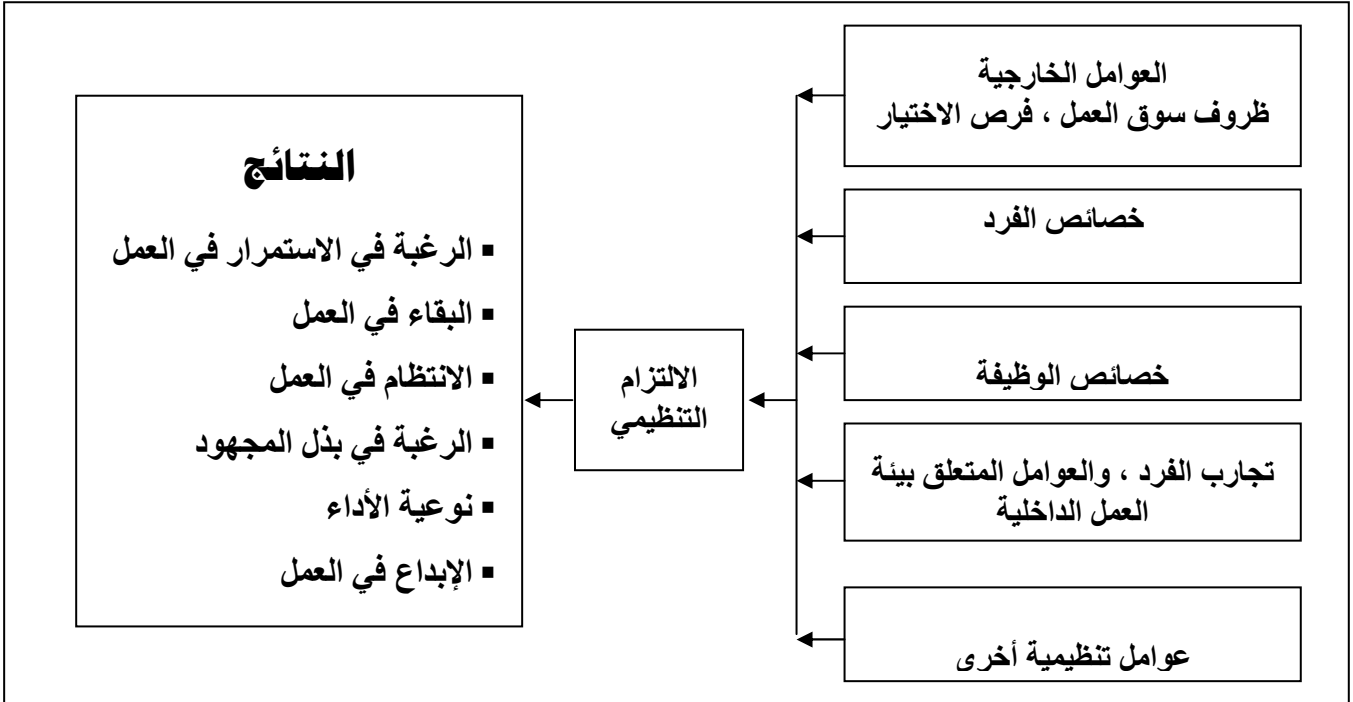 العوامل الخارجية
ظروف سوق العمل ، فرص الاختيار
خصائص الفرد
خصائص الوظيفة
تجارب الفرد ، والعوامل المتعلق بيئة
العمل الداخلية
عوامل تنظيمية أخرى
الالتزام
التنظيمي
النتائج
▪ الرغبة في الاستمرار في العمل
▪ البقاء في العمل
▪ الانتظام في العمل
▪ الرغبة في بذل المجهود
▪ نوعية الأداء
▪ الإبداع في العمل